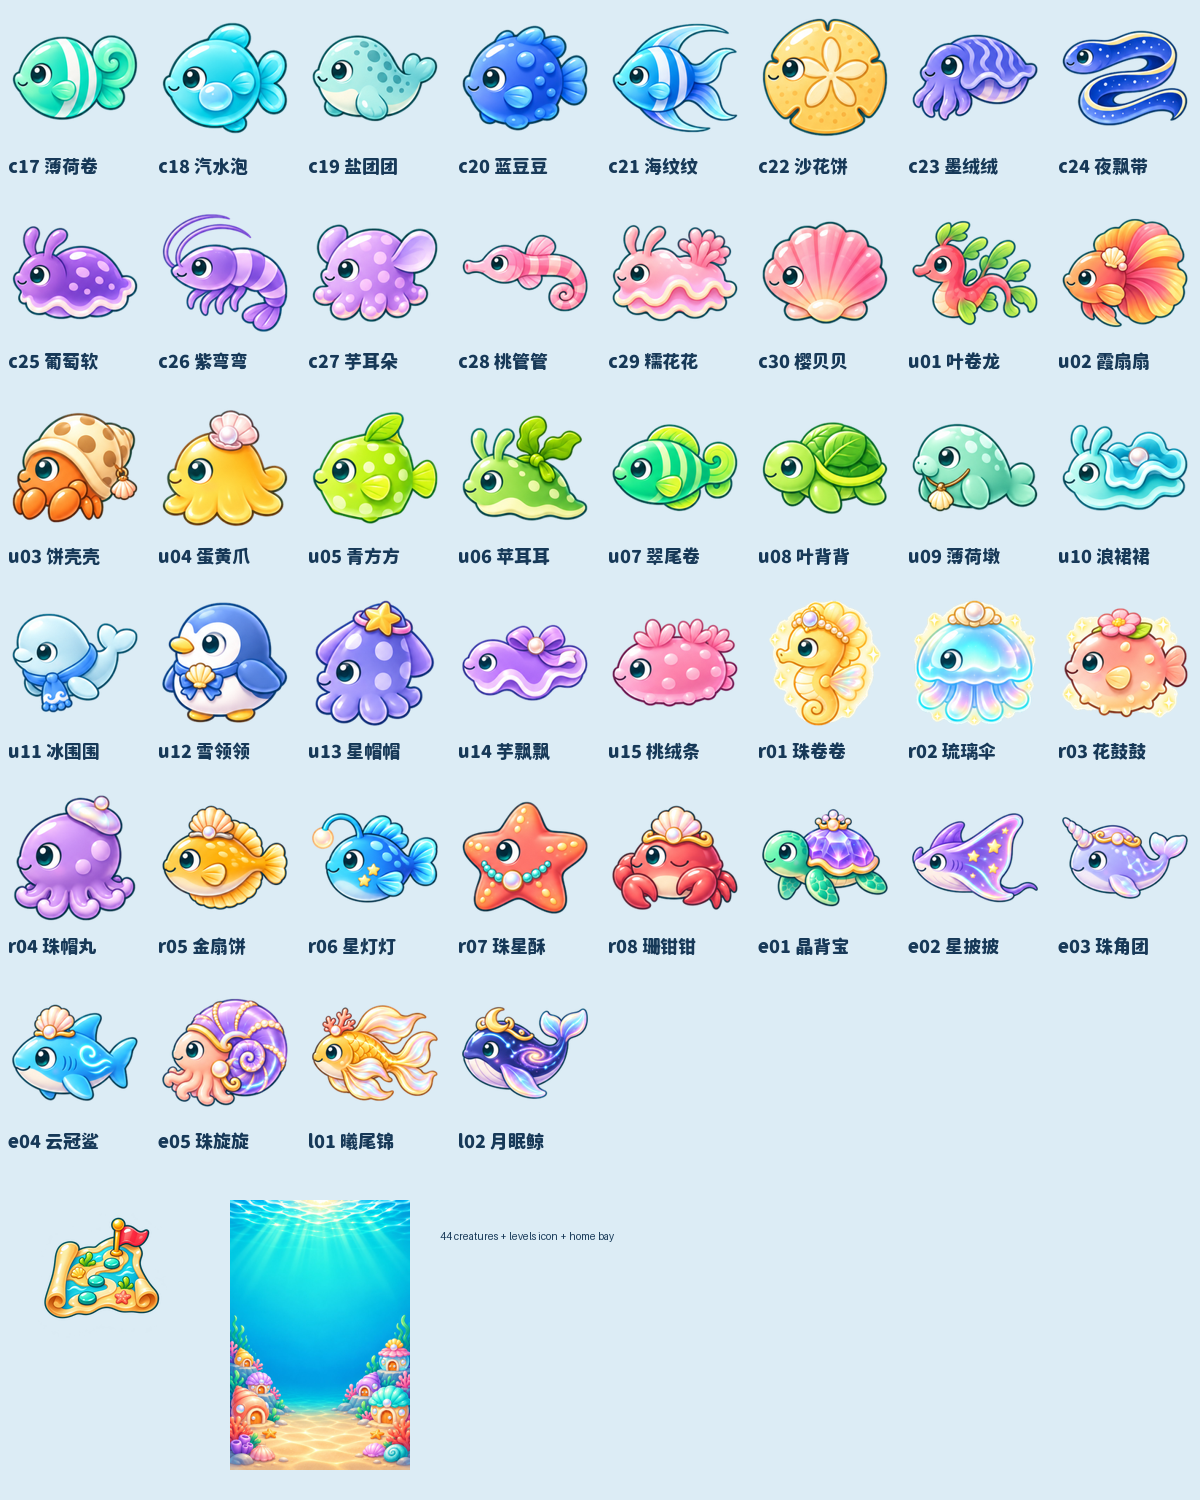 c17 薄荷卷
c18 汽水泡
c19 盐团团
c20 蓝豆豆
c21 海纹纹
c22 沙花饼
c23 墨绒绒
c24 夜飘带
c25 葡萄软
c26 紫弯弯
c27 芋耳朵
c28 桃管管
c29 糯花花
c30 樱贝贝
u01 叶卷龙
u02 霞扇扇
u03 饼壳壳
u04 蛋黄爪
u05 青方方
u06 苹耳耳
u07 翠尾卷
u08 叶背背
u09 薄荷墩
u10 浪裙裙
u11 冰围围
u12 雪领领
u13 星帽帽
u14 芋飘飘
u15 桃绒条
r01 珠卷卷
r02 琉璃伞
r03 花鼓鼓
r04 珠帽丸
r05 金扇饼
r06 星灯灯
r07 珠星酥
r08 珊钳钳
e01 晶背宝
e02 星披披
e03 珠角团
e04 云冠鲨
e05 珠旋旋
l01 曦尾锦
l02 月眠鲸
44 creatures + levels icon + home bay